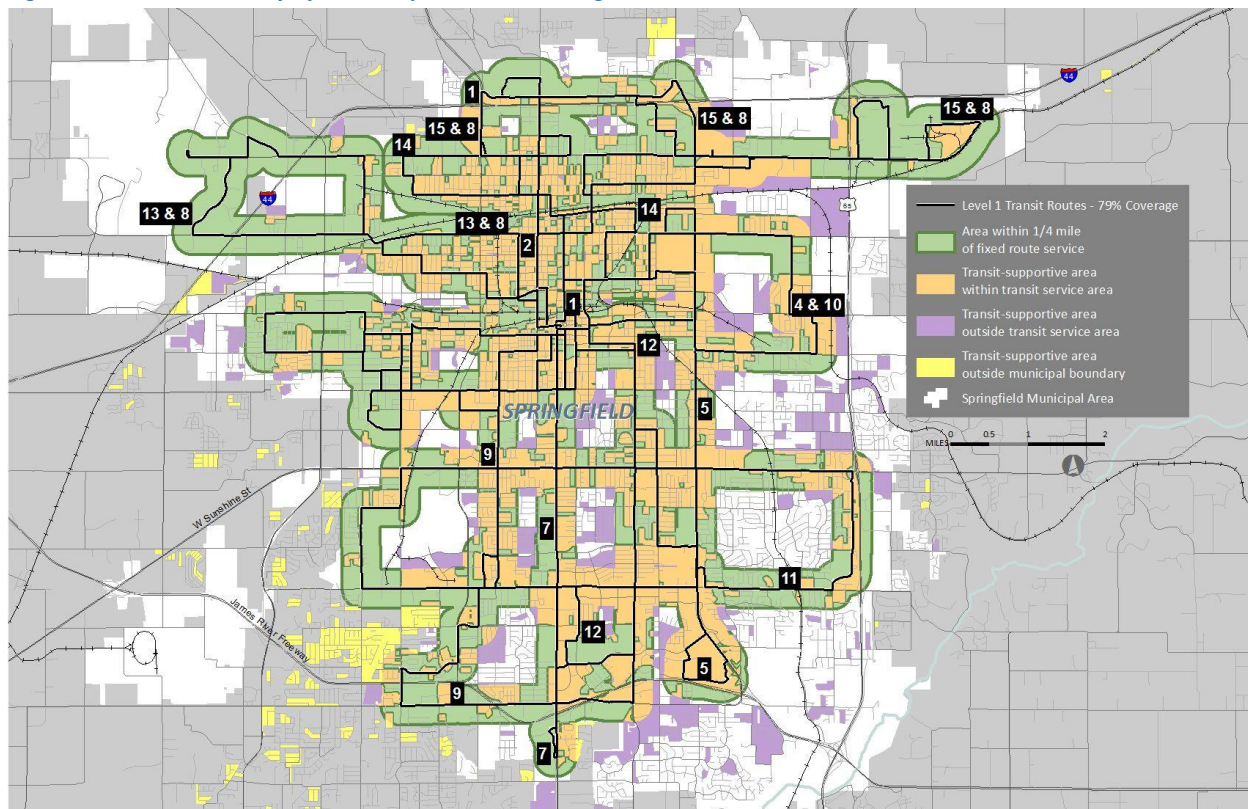 44
1
15 & 8
15 & 8
15 & 8
14
44
13 & 8
13 & 8
14
65
2
1
4 & 10
12
SPRINGFIELD
5
9
7
11
12
5
9
7
W Sunshine St
James River Freeway
Level 1 Transit Routes - 79% Coverage
Area within 1/4 mile
of fixed route service
Transit-supportive area
within transit service area
Transit-supportive area
outside transit service area
Transit-supportive area
outside municipal boundary
Springfield Municipal Area
MILES
0 0.5 1 2